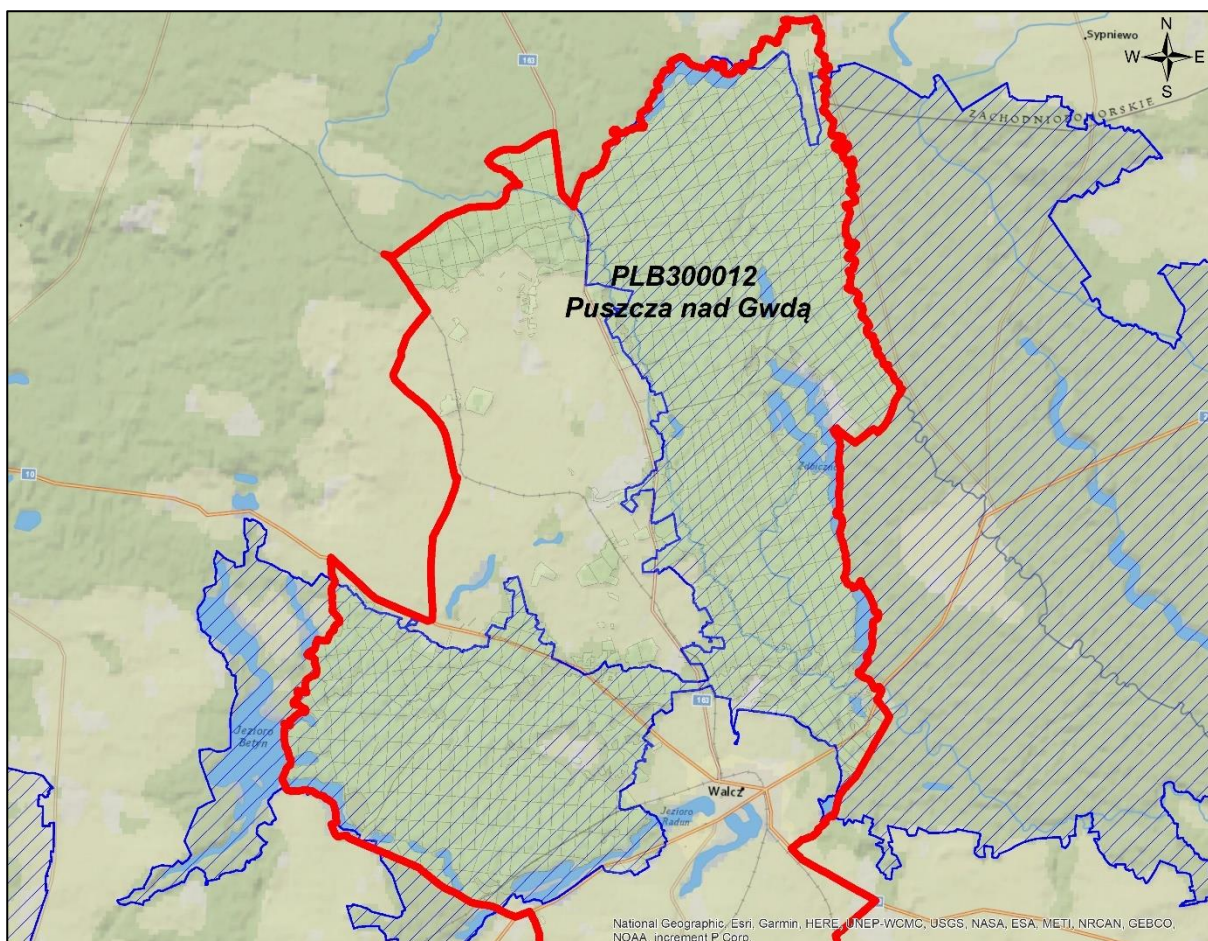 N
W E
S
Sypniewo
163
ZACHODNIOPOMORSKIE
PLB300012
Puszcza nad Gwdą
10
163
Jezioro
Betyń
Wałcz
Jezioro
Raduń
National Geographic, Esri, Garmin, HERE, UNEP-WCMC, USGS, NASA, ESA, METI, NRCAN, GEBCO,
NOAA, increment P Corp.